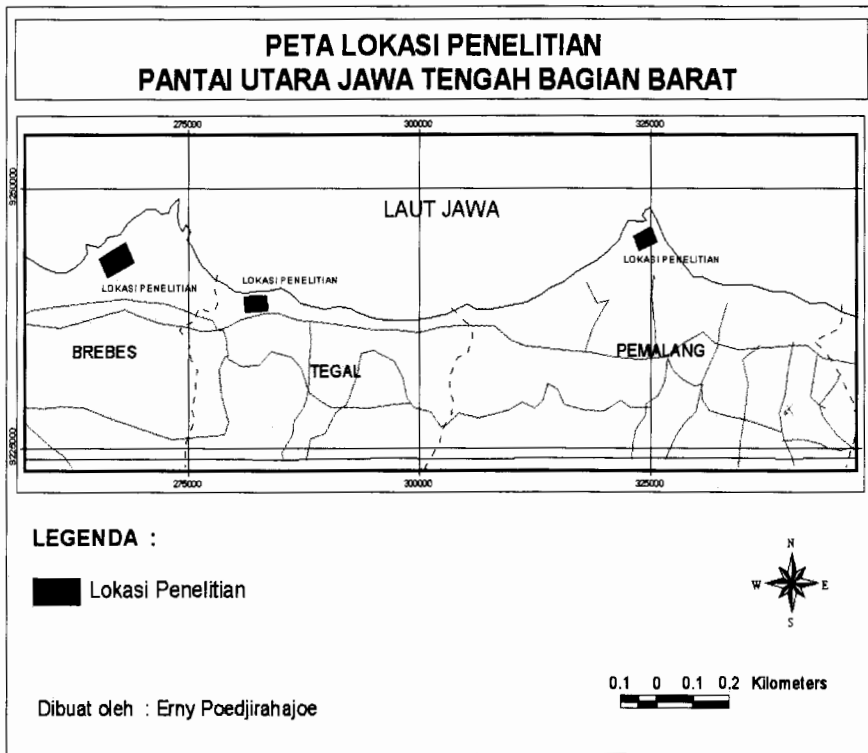 PETA LOKASI PENELITIAN
PANTAI UTARA JAWA TENGAH BAGIAN BARAT
275000 300000 325000
9250000
LAUT JAWA
LOKASI PENELITIAN
LOKASI PENELITIAN
LOKASI PENELITIAN
BREBES
TEGAL
PEMALANG
9225000
275000 300000 325000
LEGENDA :
Lokasi Penelitian
N
W E
S
0.1 0 0.1 0.2 Kilometers
Dibuat oleh : Erny Poedjirahajoe